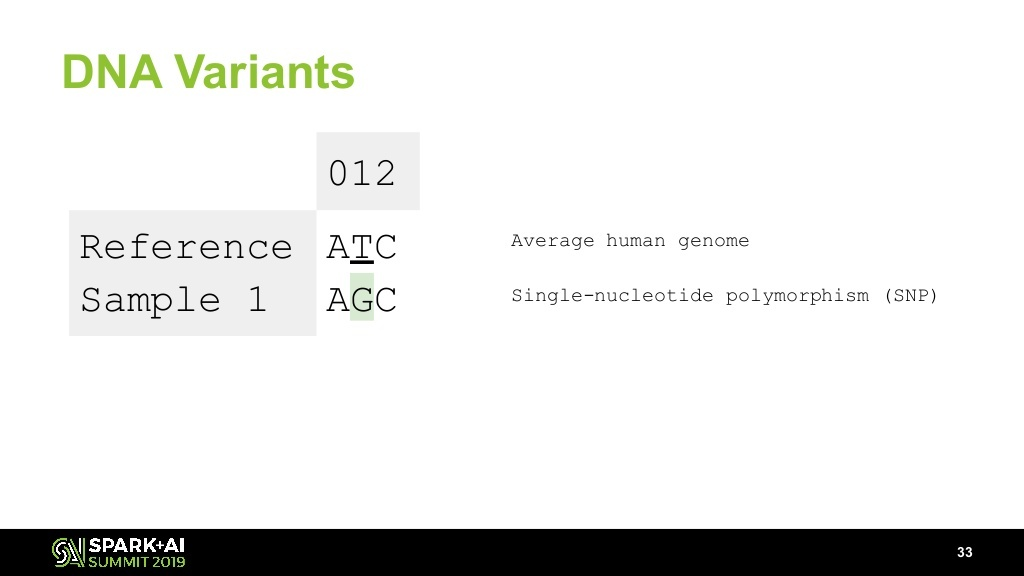 DNA Variants
012
Reference ATC Average human genome
Sample 1 AGC Single-nucleotide polymorphism (SNP)
SPARK+AI
SUMMIT 2019
33